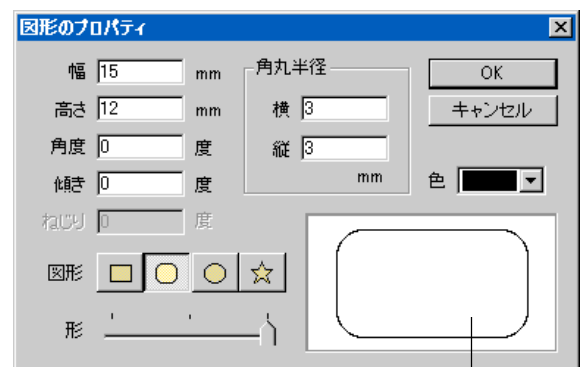 図形のプロパティ
幅 15 mm
高さ 12 mm
角度 0 度
傾き 0 度
ねじり 0 度
角丸半径
横 3
縦 3
mm
OK
キャンセル
色
図形
形